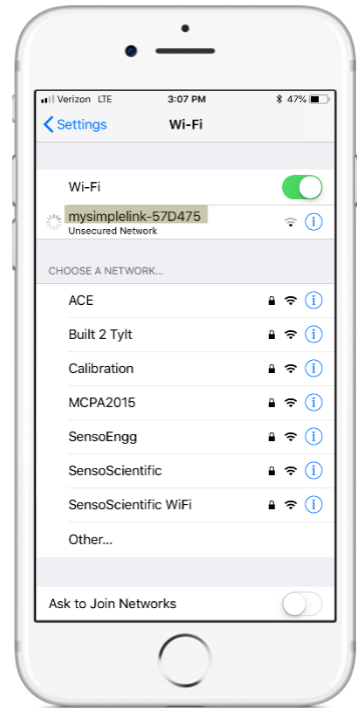 Verizon LTE 3:07 PM 47%
Settings Wi-Fi
Wi-Fi
mysimplelink-57D475
Unsecured Network
CHOOSE A NETWORK...
ACE
Built 2 Tylt
Calibration
MCPA2015
SensoEngg
SensoScientific
SensoScientific WiFi
Other...
Ask to Join Networks